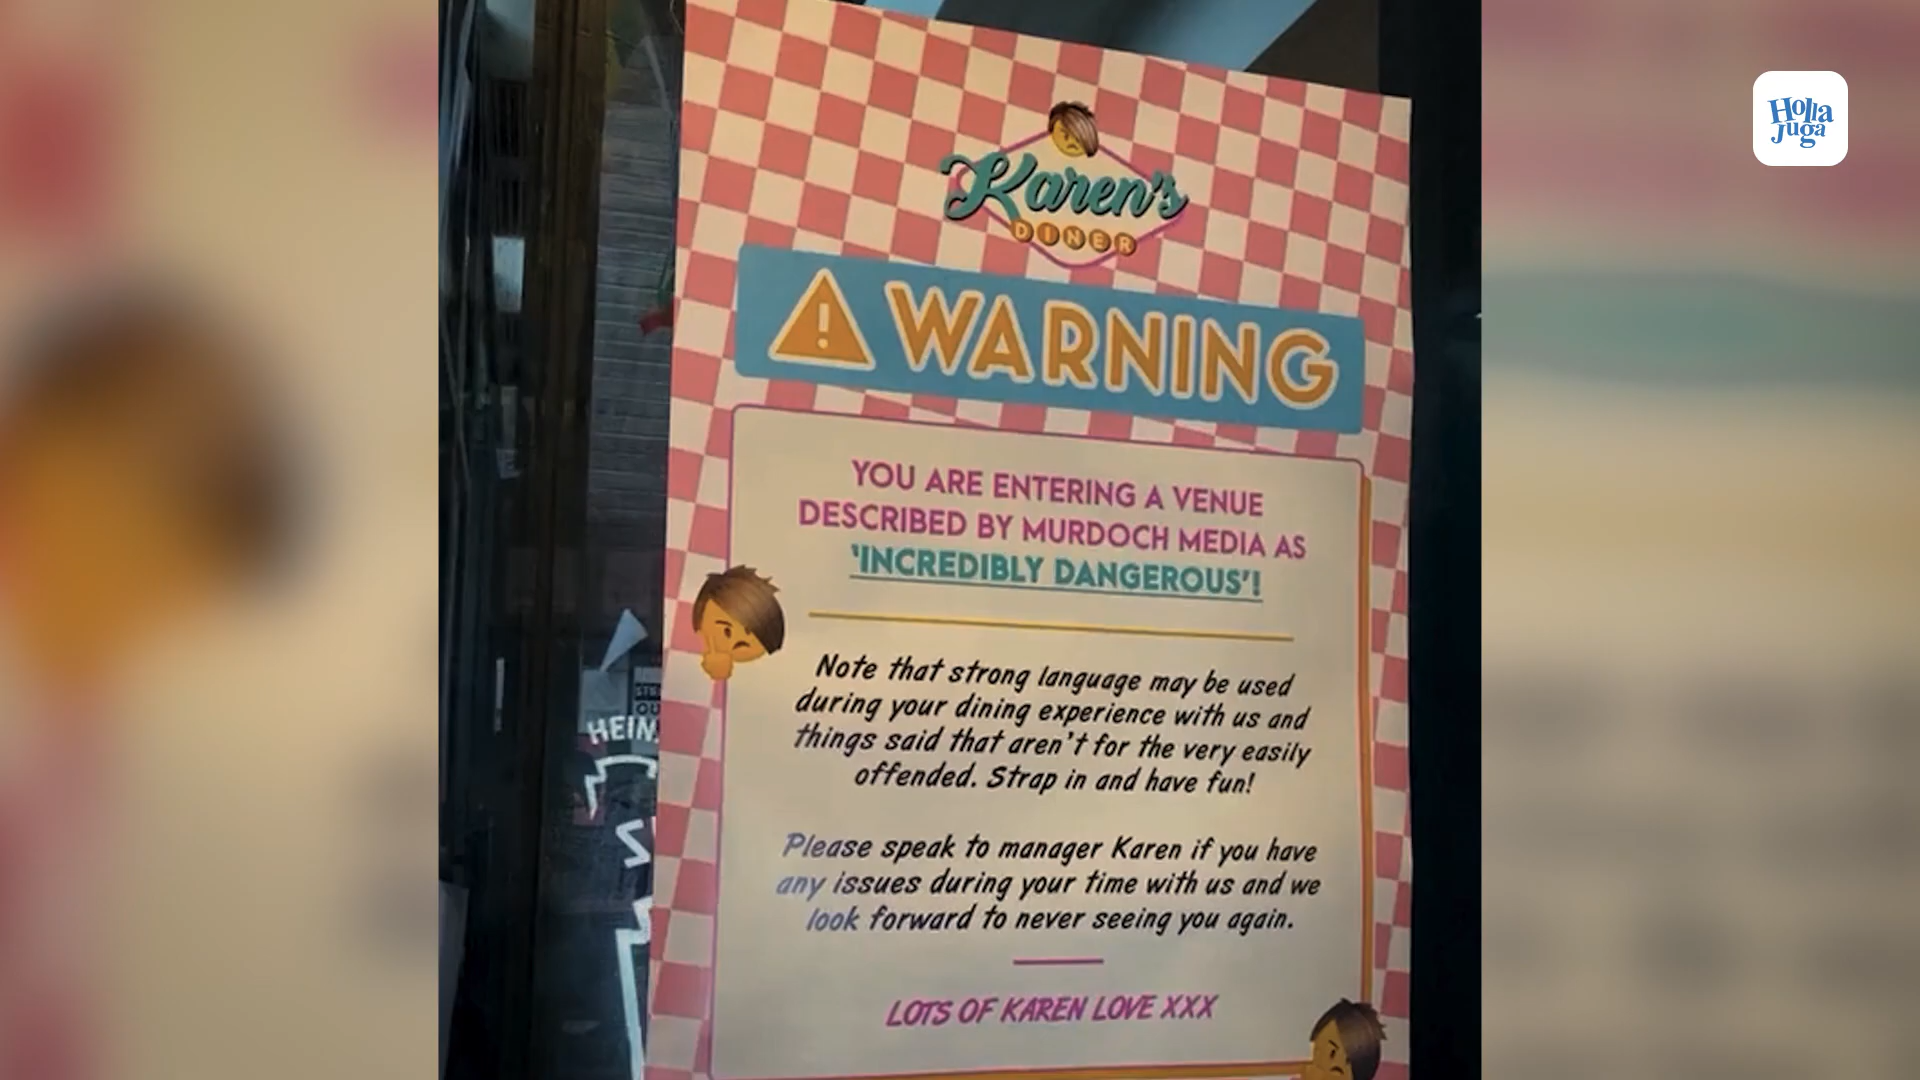 Holla
Juga
Karen's
DINER
WARNING
YOU ARE ENTERING A VENUE
DESCRIBED BY MURDOCH MEDIA AS
'INCREDIBLY DANGEROUS'!
Note that strong language may be used
during your dining experience with us and
things said that aren't for the very easily
offended. Strap in and have fun!
Please speak to manager Karen if you have
any issues during your time with us and we
look forward to never seeing you again.
LOTS OF KAREN LOVE XXX
HEIN